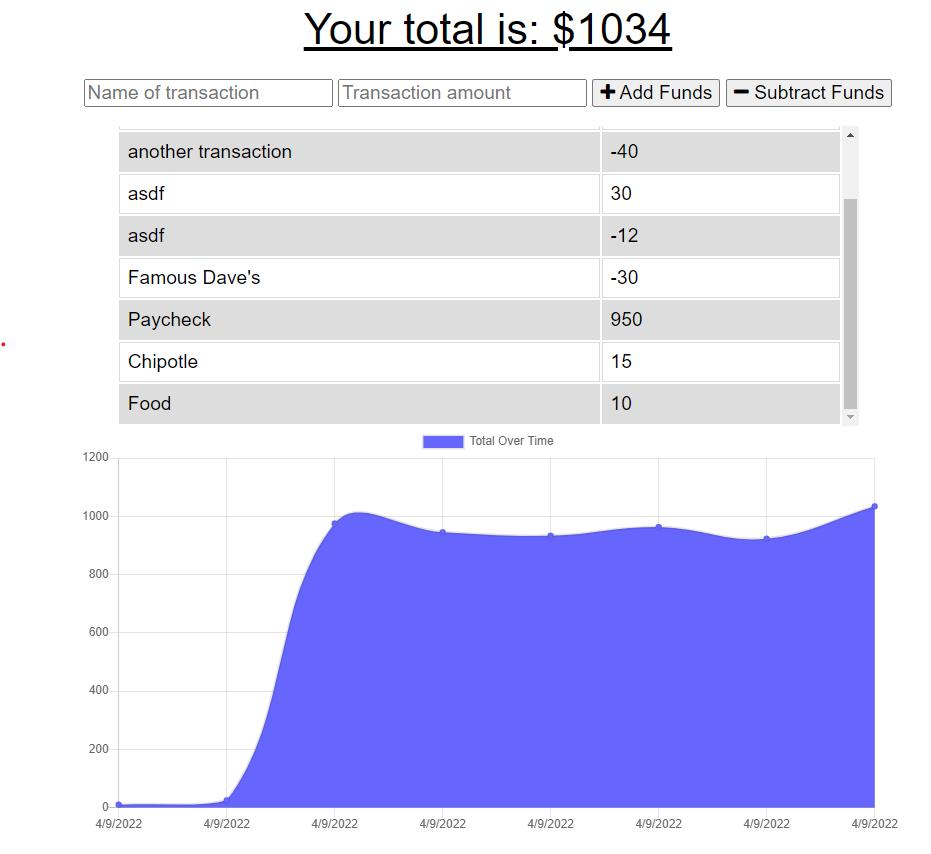 Your total is: $1034
Name of transaction Transaction amount Add Funds Subtract Funds
another transaction -40
asdf 30
asdf -12
Famous Dave's -30
Paycheck 950
Chipotle 15
Food 10
Total Over Time
1200
1000
800
600
400
200
0
4/9/2022 4/9/2022 4/9/2022 4/9/2022 4/9/2022 4/9/2022 4/9/2022 4/9/2022